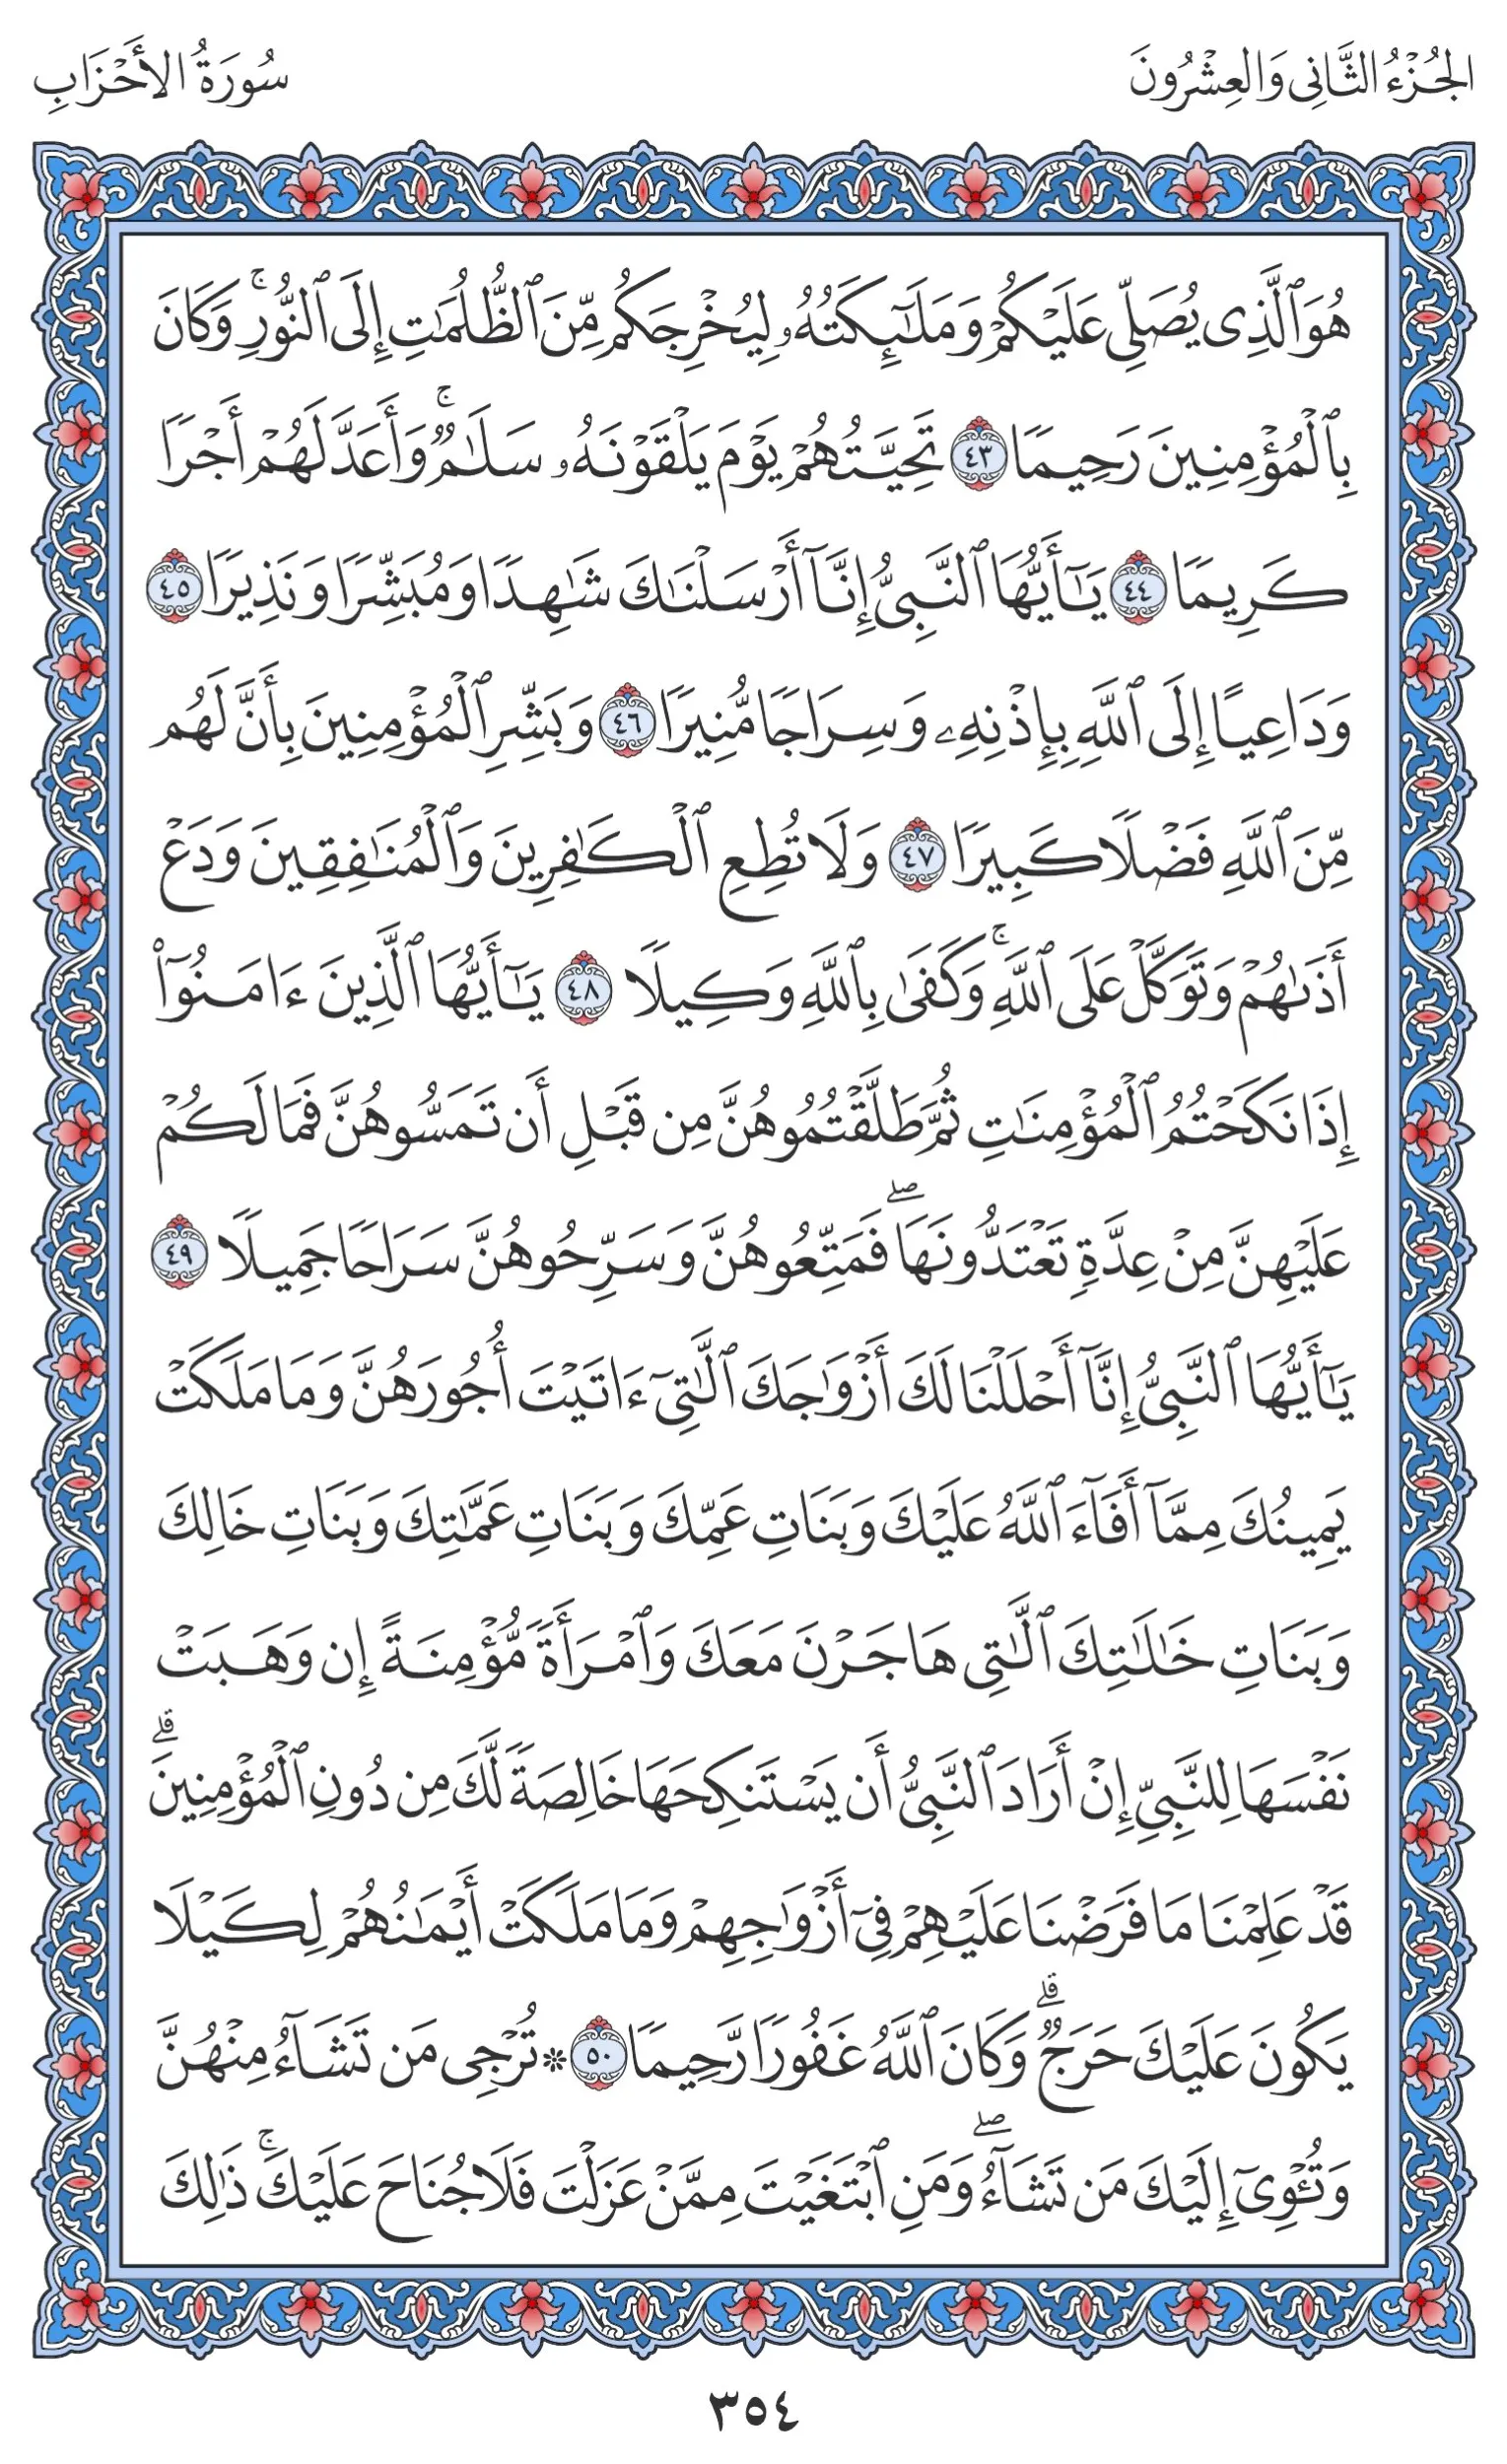 الجُزْءُ الثَّانِي وَالعِشْرُونَ
سُورَةُ الأَحْزَابِ
هُوَ ٱلَّذِى يُصَلِّى عَلَيْكُمْ وَمَلَـٰٓئِكَتُهُۥ لِيُخْرِجَكُم مِّنَ ٱلظُّلُمَـٰتِ إِلَى ٱلنُّورِ ۚ وَكَانَ
بِٱلْمُؤْمِنِينَ رَحِيمًا ٤٣ تَحِيَّتُهُمْ يَوْمَ يَلْقَوْنَهُۥ سَلَـٰمٌ ۚ وَأَعَدَّ لَهُمْ أَجْرًا
كَرِيمًا ٤٤ يَـٰٓأَيُّهَا ٱلنَّبِىُّ إِنَّآ أَرْسَلْنَـٰكَ شَـٰهِدًا وَمُبَشِّرًا وَنَذِيرًا ٤٥
وَدَاعِيًا إِلَى ٱللَّهِ بِإِذْنِهِۦ وَسِرَاجًا مُّنِيرًا ٤٦ وَبَشِّرِ ٱلْمُؤْمِنِينَ بِأَنَّ لَهُم
مِّنَ ٱللَّهِ فَضْلًا كَبِيرًا ٤٧ وَلَا تُطِعِ ٱلْكَـٰفِرِينَ وَٱلْمُنَـٰفِقِينَ وَدَعْ
أَذَىٰهُمْ وَتَوَكَّلْ عَلَى ٱللَّهِ ۚ وَكَفَىٰ بِٱللَّهِ وَكِيلًا ٤٨ يَـٰٓأَيُّهَا ٱلَّذِينَ ءَامَنُوٓا۟
إِذَا نَكَحْتُمُ ٱلْمُؤْمِنَـٰتِ ثُمَّ طَلَّقْتُمُوهُنَّ مِن قَبْلِ أَن تَمَسُّوهُنَّ فَمَا لَكُمْ
عَلَيْهِنَّ مِنْ عِدَّةٍ تَعْتَدُّونَهَا ۖ فَمَتِّعُوهُنَّ وَسَرِّحُوهُنَّ سَرَاحًا جَمِيلًا ٤٩
يَـٰٓأَيُّهَا ٱلنَّبِىُّ إِنَّآ أَحْلَلْنَا لَكَ أَزْوَٰجَكَ ٱلَّـٰتِىٓ ءَاتَيْتَ أُجُورَهُنَّ وَمَا مَلَكَتْ
يَمِينُكَ مِمَّآ أَفَآءَ ٱللَّهُ عَلَيْكَ وَبَنَاتِ عَمِّكَ وَبَنَاتِ عَمَّـٰتِكَ وَبَنَاتِ خَالِكَ
وَبَنَاتِ خَـٰلَـٰتِكَ ٱلَّـٰتِى هَاجَرْنَ مَعَكَ وَٱمْرَأَةً مُّؤْمِنَةً إِن وَهَبَتْ
نَفْسَهَا لِلنَّبِىِّ إِنْ أَرَادَ ٱلنَّبِىُّ أَن يَسْتَنكِحَهَا خَالِصَةً لَّكَ مِن دُونِ ٱلْمُؤْمِنِينَ ۗ
قَدْ عَلِمْنَا مَا فَرَضْنَا عَلَيْهِمْ فِىٓ أَزْوَٰجِهِمْ وَمَا مَلَكَتْ أَيْمَـٰنُهُمْ لِكَيْلَا
يَكُونَ عَلَيْكَ حَرَجٌ ۗ وَكَانَ ٱللَّهُ غَفُورًا رَّحِيمًا ٥٠ * تُرْجِى مَن تَشَآءُ مِنْهُنَّ
وَتُـْٔوِىٓ إِلَيْكَ مَن تَشَآءُ ۖ وَمَنِ ٱبْتَغَيْتَ مِمَّنْ عَزَلْتَ فَلَا جُنَاحَ عَلَيْكَ ۚ ذَٰلِكَ
٣٥٤